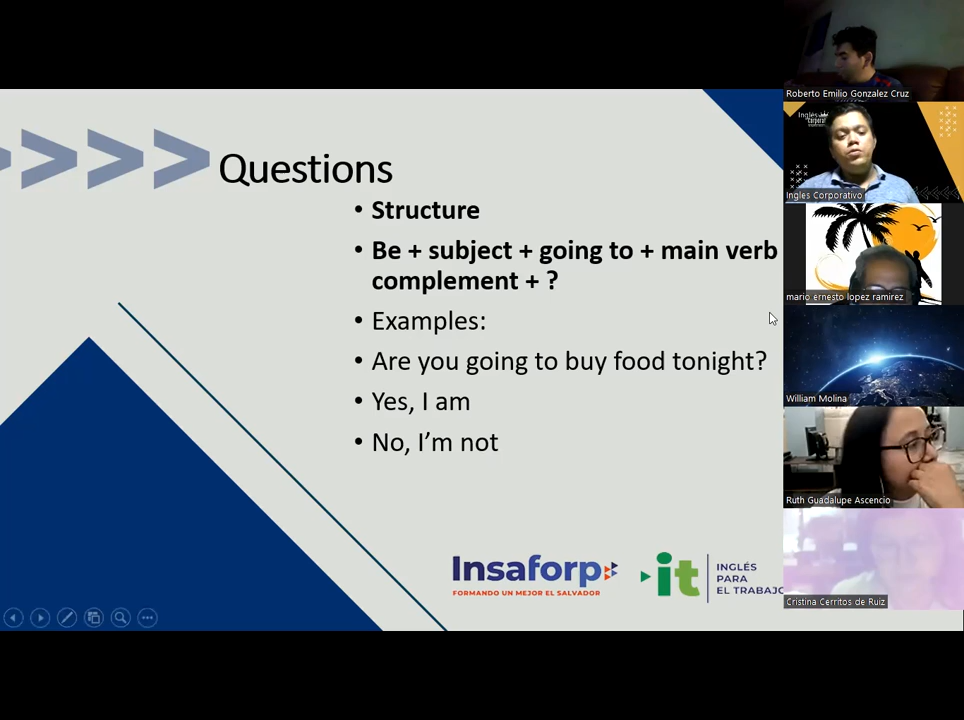 Questions
• Structure
• Be + subject + going to + main verb
complement + ?
• Examples:
• Are you going to buy food tonight?
• Yes, I am
• No, I’m not
Insaforp
FORMANDO UN MEJOR EL SALVADOR
it
INGLÉS
PARA
EL TRABAJO
Roberto Emilio Gonzalez Cruz
Inglés
Ingles Corporativo
mario ernesto lopez ramirez
William Molina
Ruth Guadalupe Ascencio
Cristina Cerritos de Ruiz